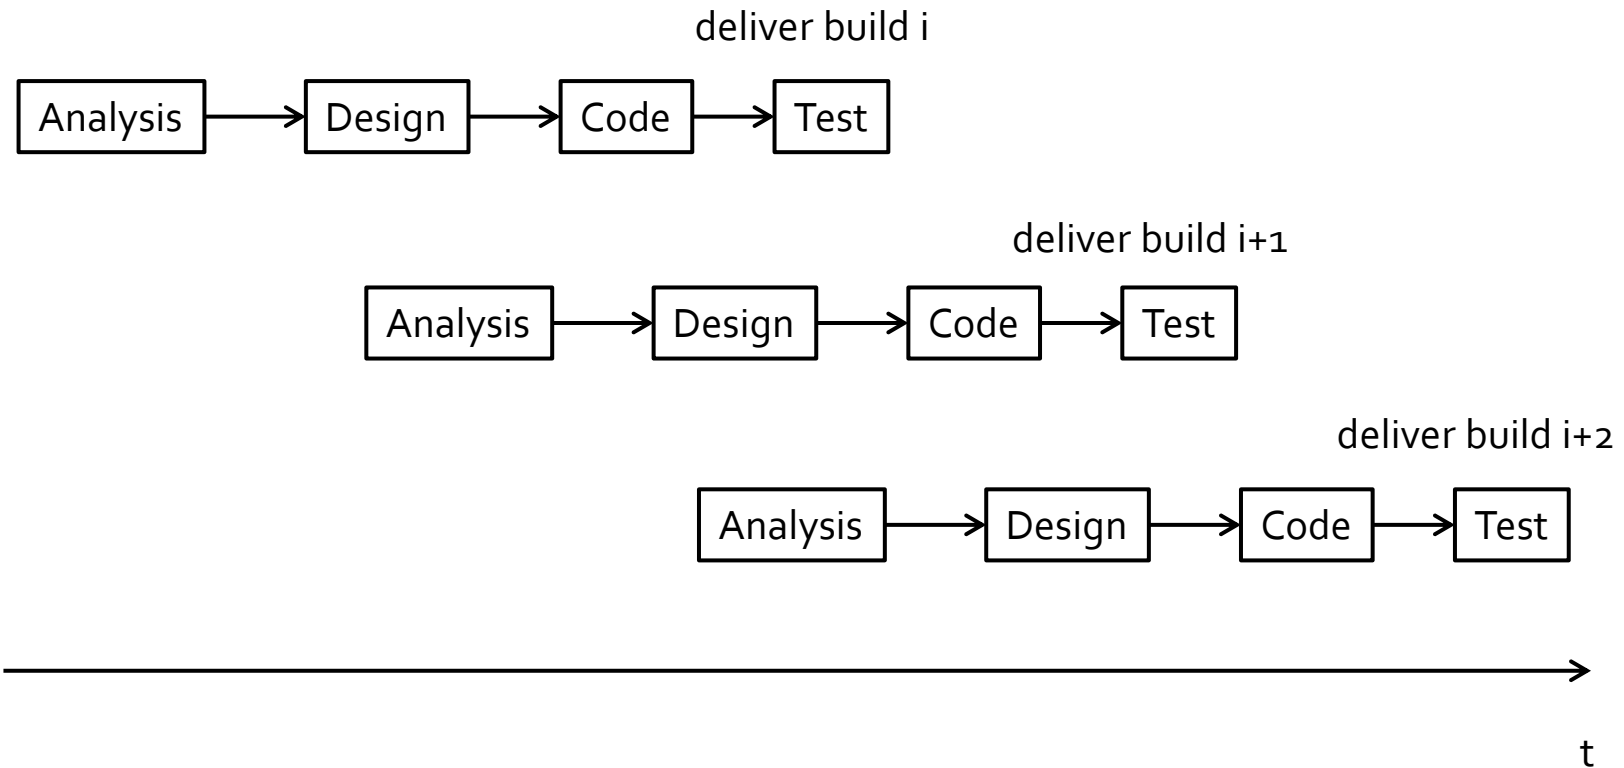 deliver build i
Analysis Design Code Test
deliver build i+1
Analysis Design Code Test
deliver build i+2
Analysis Design Code Test
t